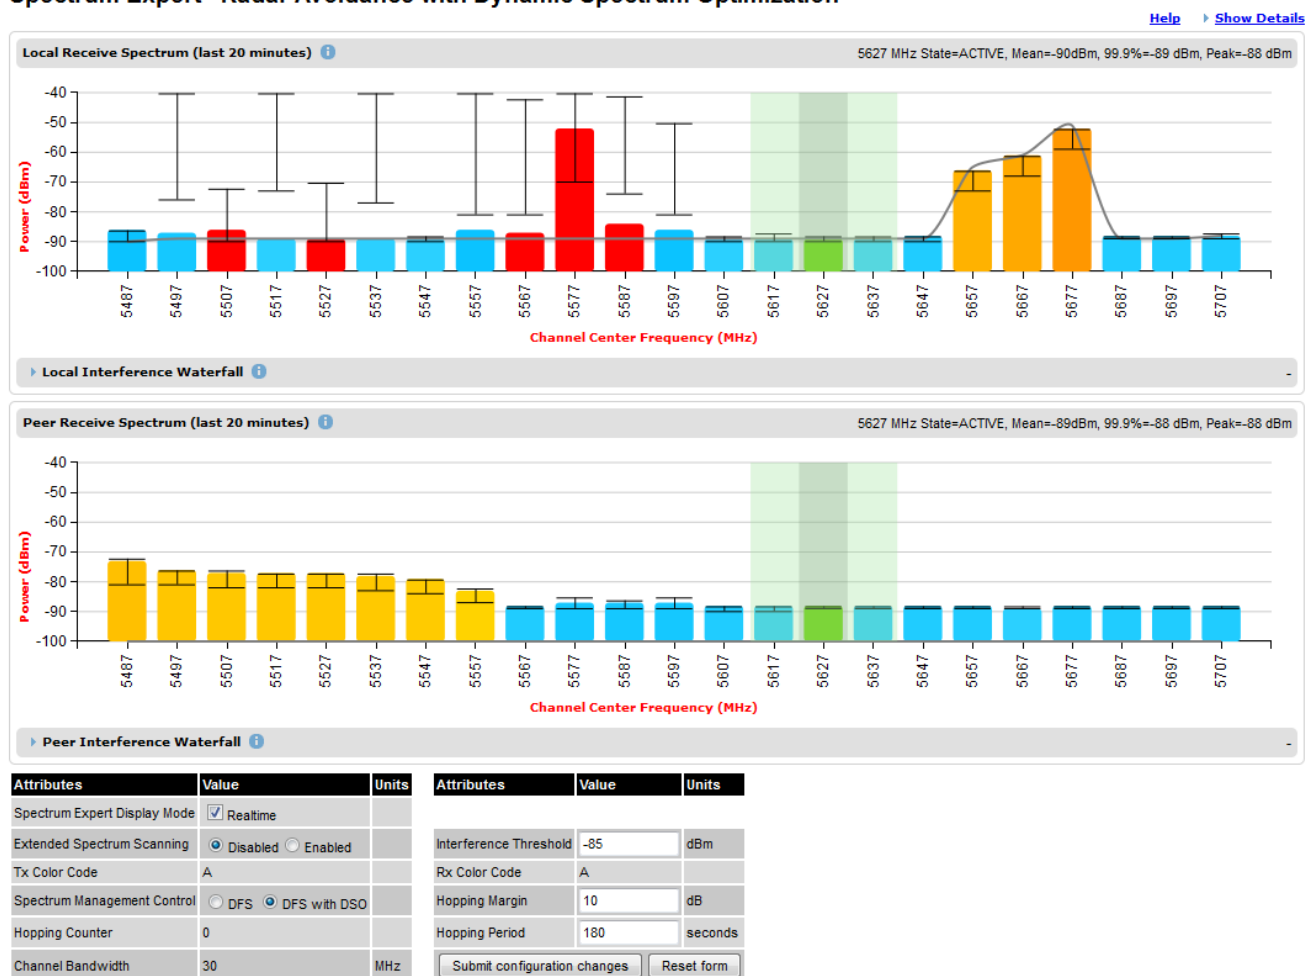 Spectrum Expert - Radar Avoidance with Dynamic Spectrum Optimization
Help Show Details
Local Receive Spectrum (last 20 minutes) 5627 MHz State=ACTIVE, Mean=-90dBm, 99.9%=-89 dBm, Peak=-88 dBm
-40
-50
-60
-70
-80
-90
-100
Power (dBm)
5487 5497 5507 5517 5527 5537 5547 5557 5567 5577 5587 5597 5607 5617 5627 5637 5647 5657 5667 5677 5687 5697 5707
Channel Center Frequency (MHz)
Local Interference Waterfall -
Peer Receive Spectrum (last 20 minutes) 5627 MHz State=ACTIVE, Mean=-89dBm, 99.9%=-88 dBm, Peak=-88 dBm
-40
-50
-60
-70
-80
-90
-100
Power (dBm)
5487 5497 5507 5517 5527 5537 5547 5557 5567 5577 5587 5597 5607 5617 5627 5637 5647 5657 5667 5677 5687 5697 5707
Channel Center Frequency (MHz)
Peer Interference Waterfall -
Attributes Value Units Attributes Value Units
Spectrum Expert Display Mode Realtime
Extended Spectrum Scanning Disabled Enabled Interference Threshold -85 dBm
Tx Color Code A Rx Color Code A
Spectrum Management Control DFS DFS with DSO Hopping Margin 10 dB
Hopping Counter 0 Hopping Period 180 seconds
Channel Bandwidth 30 MHz Submit configuration changes Reset form